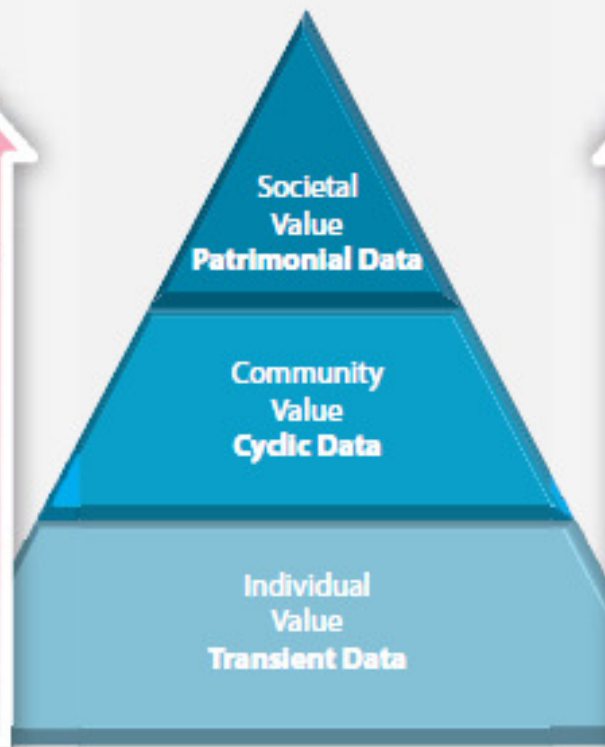 Societal
Value
Patrimonial Data
Community
Value
Cyclic Data
Individual
Value
Transient Data